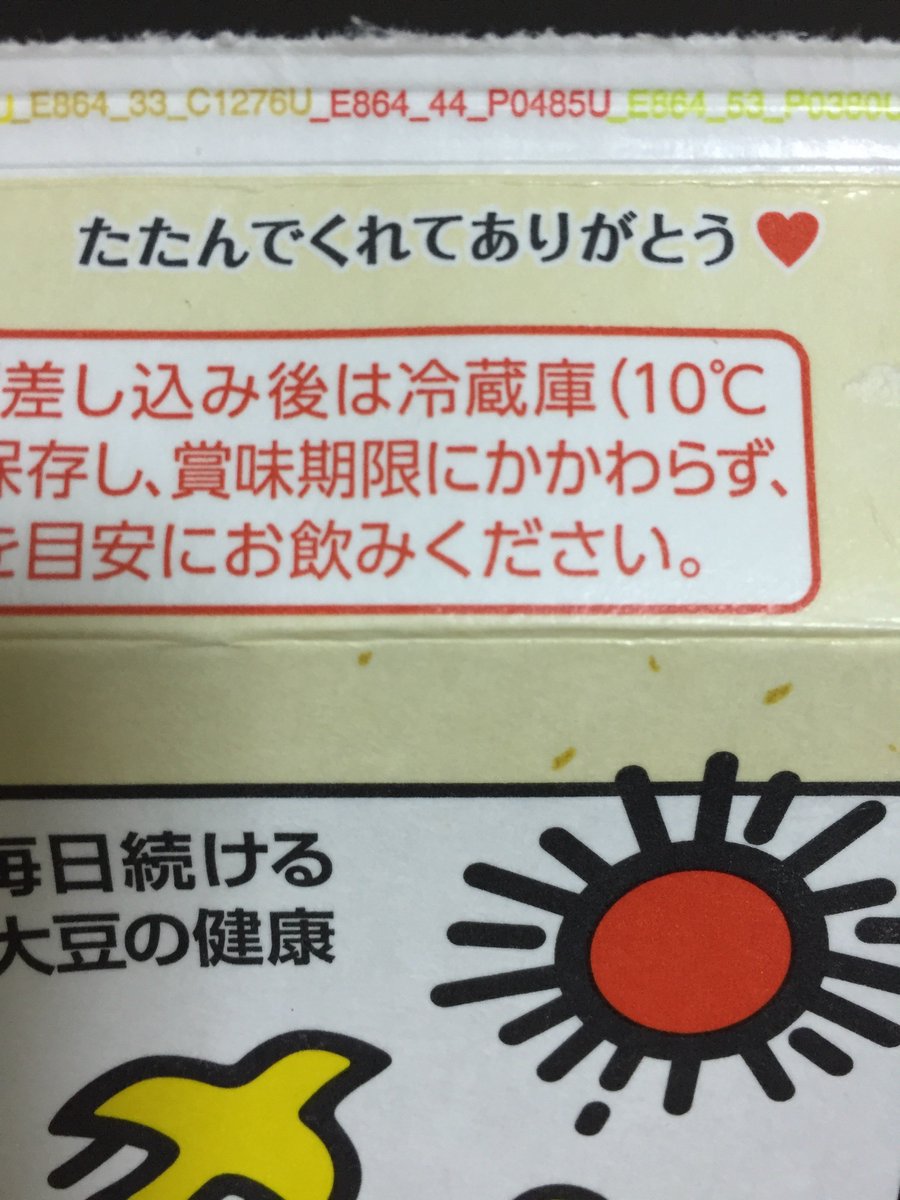 _E864_33_C1276U_E864_44_P0485U_E864_53_P0380U
たたんでくれてありがとう♥
差し込み後は冷蔵庫(10℃
保存し、賞味期限にかかわらず、
を目安にお飲みください。
毎日続ける
大豆の健康